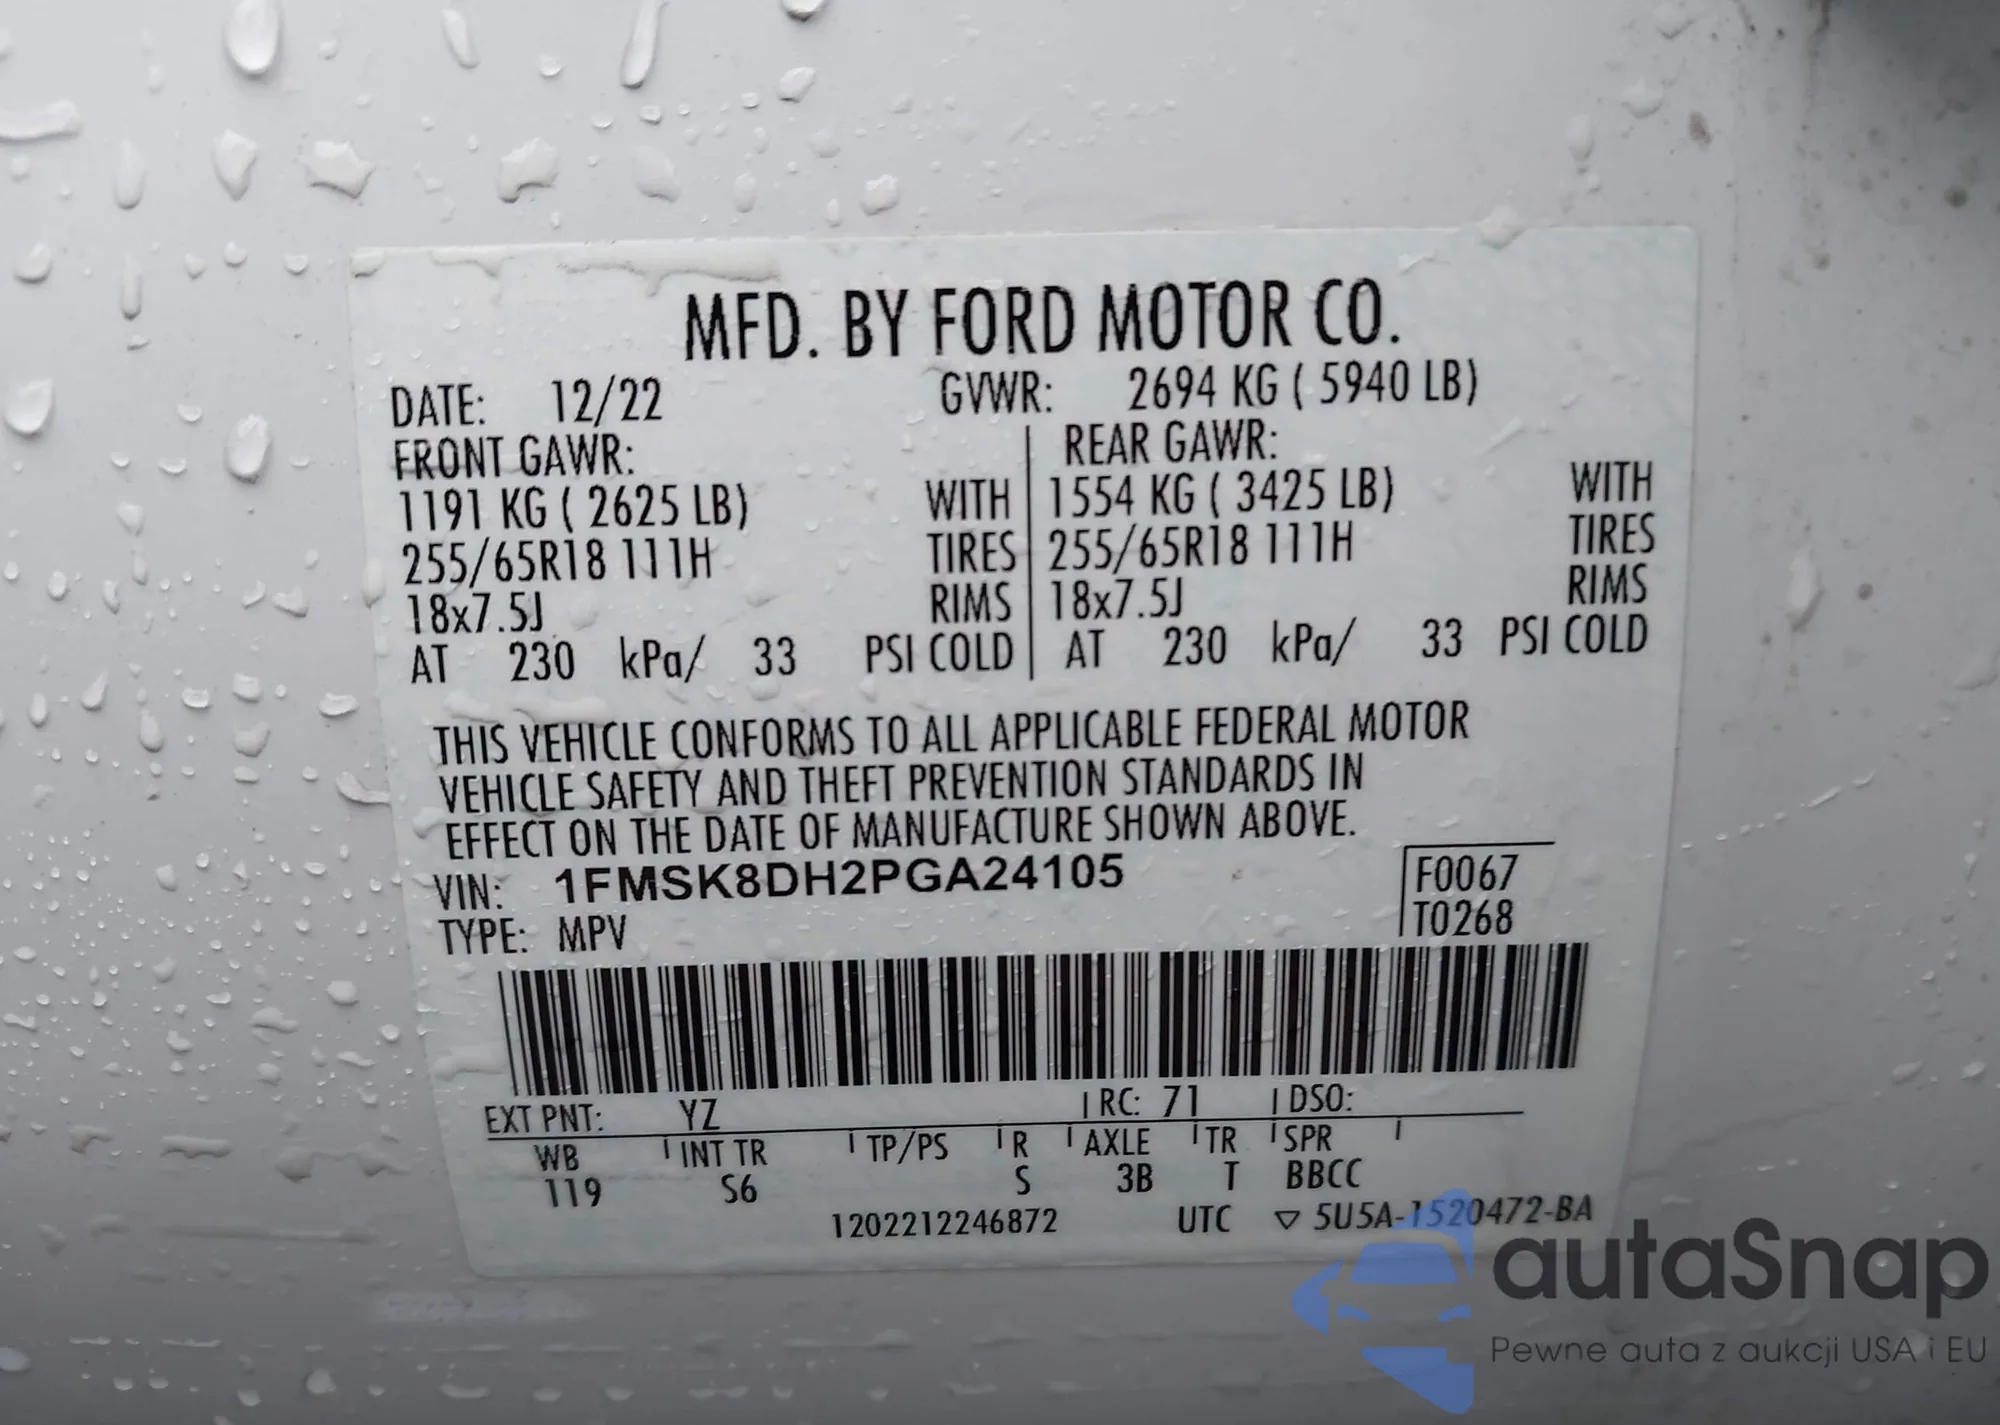 MFD. BY FORD MOTOR CO.
DATE: 12/22 GVWR: 2694 KG ( 5940 LB)
FRONT GAWR: REAR GAWR:
1191 KG ( 2625 LB) WITH 1554 KG ( 3425 LB) WITH
255/65R18 111H TIRES 255/65R18 111H TIRES
18x7.5J RIMS 18x7.5J RIMS
AT 230 kPa/ 33 PSI COLD AT 230 kPa/ 33 PSI COLD
THIS VEHICLE CONFORMS TO ALL APPLICABLE FEDERAL MOTOR
VEHICLE SAFETY AND THEFT PREVENTION STANDARDS IN
EFFECT ON THE DATE OF MANUFACTURE SHOWN ABOVE.
VIN: 1FMSK8DH2PGA24105 F0067
TYPE: MPV T0268
EXT PNT: YZ RC: 71 DSO:
WB INT TR TP/PS R AXLE TR SPR
119 S6 S 3B T BBCC
1202212246872 UTC ▽ 5U5A-1520472-BA
autaSnap
Pewne auta z aukcji USA i EU